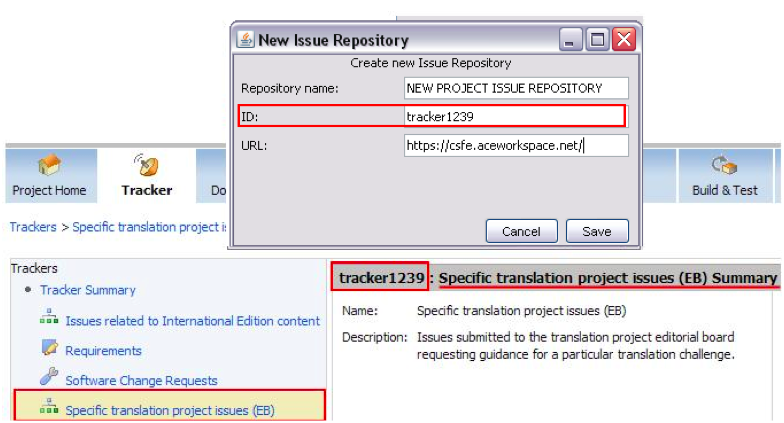 New Issue Repository
Create new Issue Repository
Repository name: NEW PROJECT ISSUE REPOSITORY
ID: tracker1239
URL: https://csfe.aceworkspace.net/
Cancel Save
Project Home Tracker Do Build & Test
Trackers > Specific translation project i
Trackers
Tracker Summary
Issues related to International Edition content
Requirements
Software Change Requests
Specific translation project issues (EB)
tracker1239 : Specific translation project issues (EB) Summary
Name: Specific translation project issues (EB)
Description: Issues submitted to the translation project editorial board
requesting guidance for a particular translation challenge.